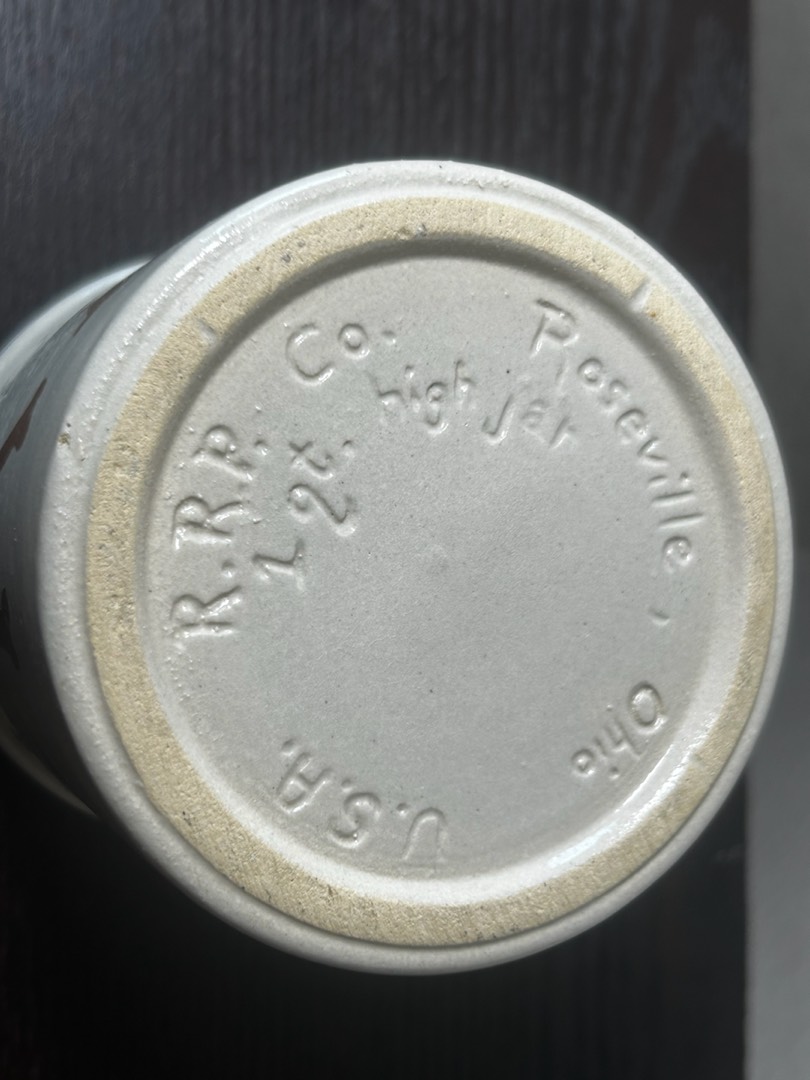 R.R.P. Co. Roseville, Ohio
U.S.A.
1 Qt. high jar